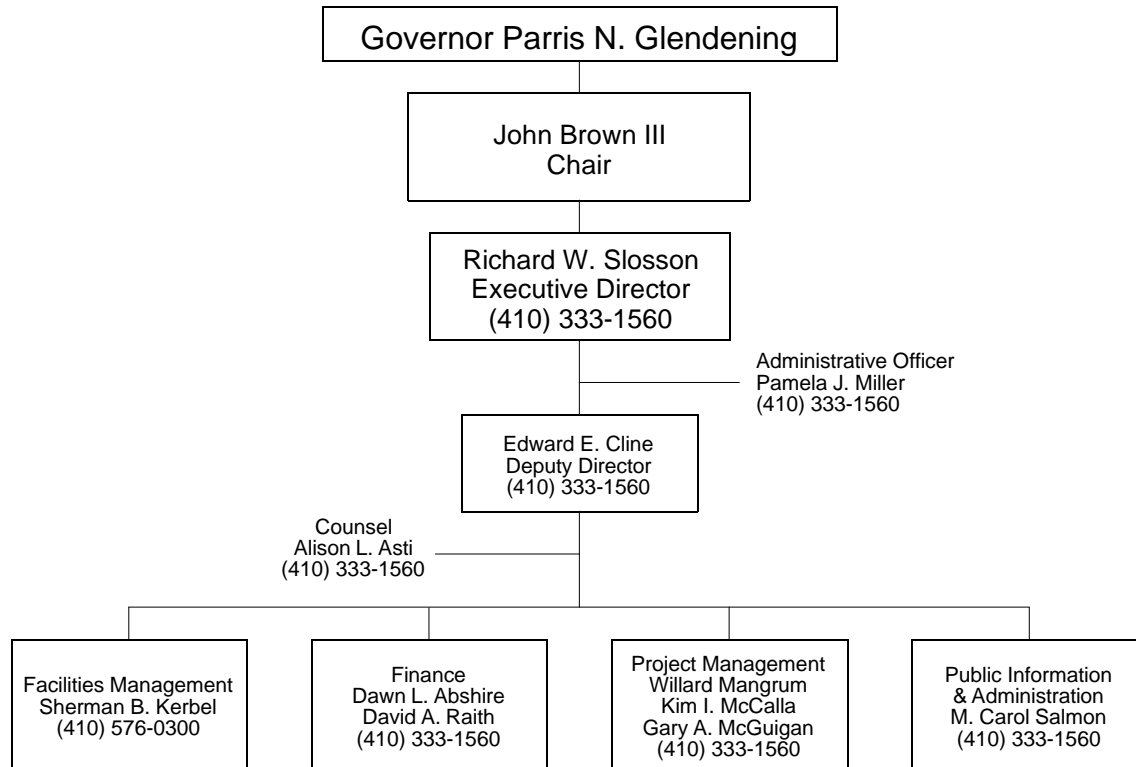 Governor Parris N. Glendening
John Brown III
Chair
Richard W. Slosson
Executive Director
(410) 333-1560
Administrative Officer
Pamela J. Miller
(410) 333-1560
Edward E. Cline
Deputy Director
(410) 333-1560
Counsel
Alison L. Asti
(410) 333-1560
Facilities Management
Sherman B. Kerbel
(410) 576-0300
Finance
Dawn L. Abshire
David A. Raith
(410) 333-1560
Project Management
Willard Mangrum
Kim I. McCalla
Gary A. McGuigan
(410) 333-1560
Public Information
& Administration
M. Carol Salmon
(410) 333-1560